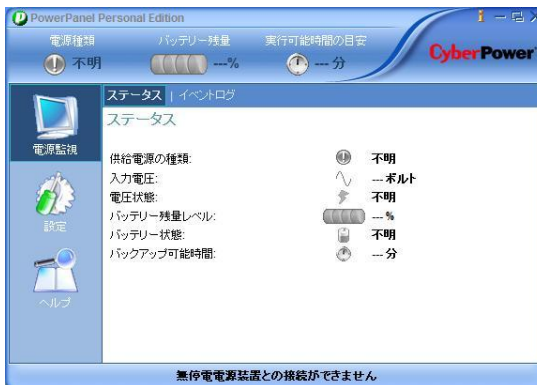 PowerPanel Personal Edition
電源種類 バッテリー残量 実行可能時間の目安
不明 ---% --- 分
CyberPower
ステータス | イベントログ
ステータス
電源監視
設定
ヘルプ
供給電源の種類: 不明
入力電圧: --- ボルト
電圧状態: 不明
バッテリー残量レベル: --- %
バッテリー状態: 不明
バックアップ可能時間: --- 分
無停電電源装置との接続ができません